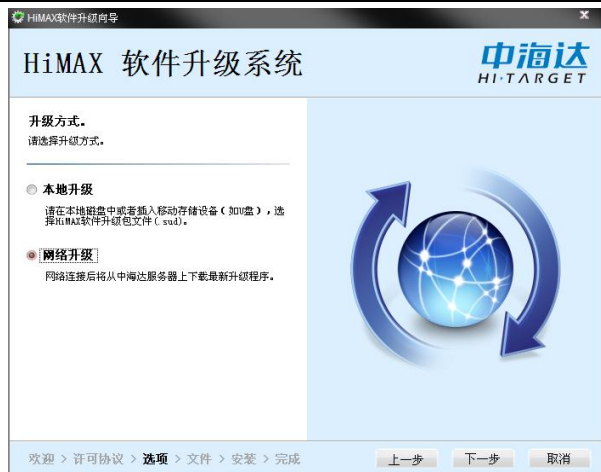 HiMAX软件升级向导
HiMAX 软件升级系统
中海达
HI·TARGET
升级方式。
请选择升级方式。
本地升级
请在本地磁盘中或者插入移动存储设备(如U盘),选
择HiMAX软件升级包文件(sud)。
网络升级
网络连接后将从中海达服务器上下载最新升级程序。
欢迎 > 许可协议 > 选项 > 文件 > 安装 > 完成
上一步 下一步 取消